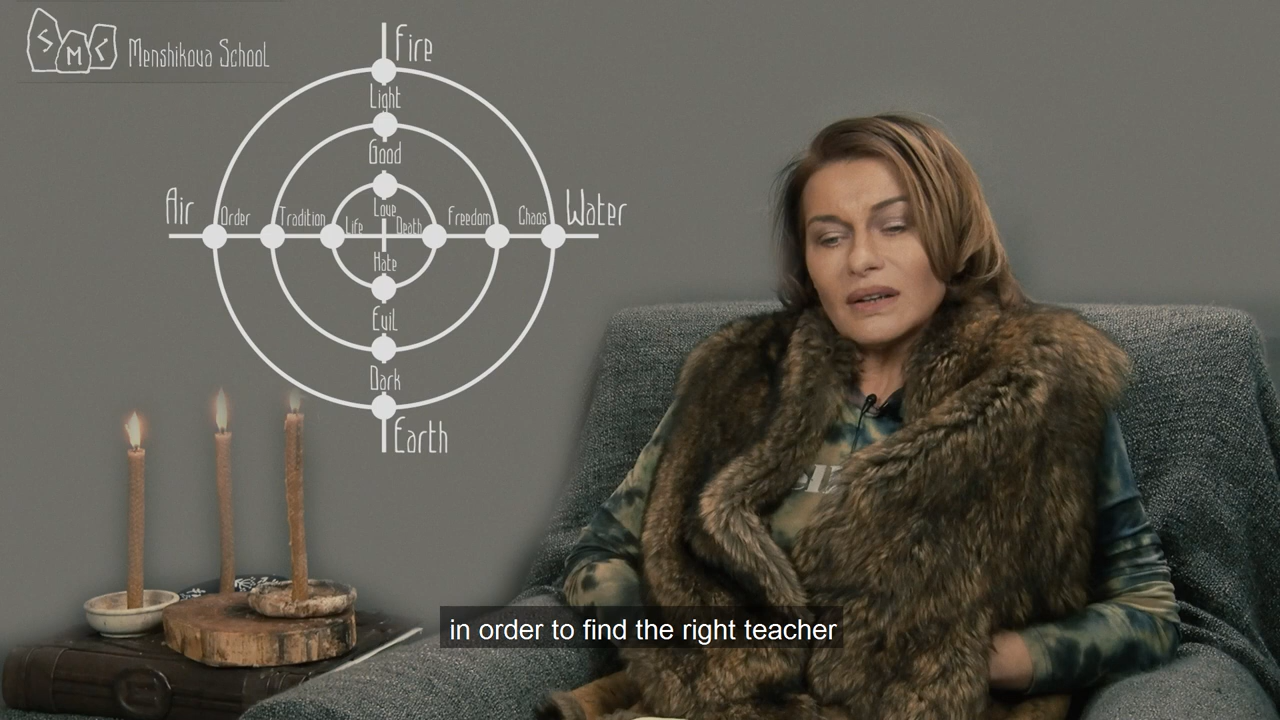 SMS Menshikova School
Fire
Light
Good
Love
Air Order Tradition Life Death Freedom Chaos Water
Hate
Evil
Dark
Earth
in order to find the right teacher